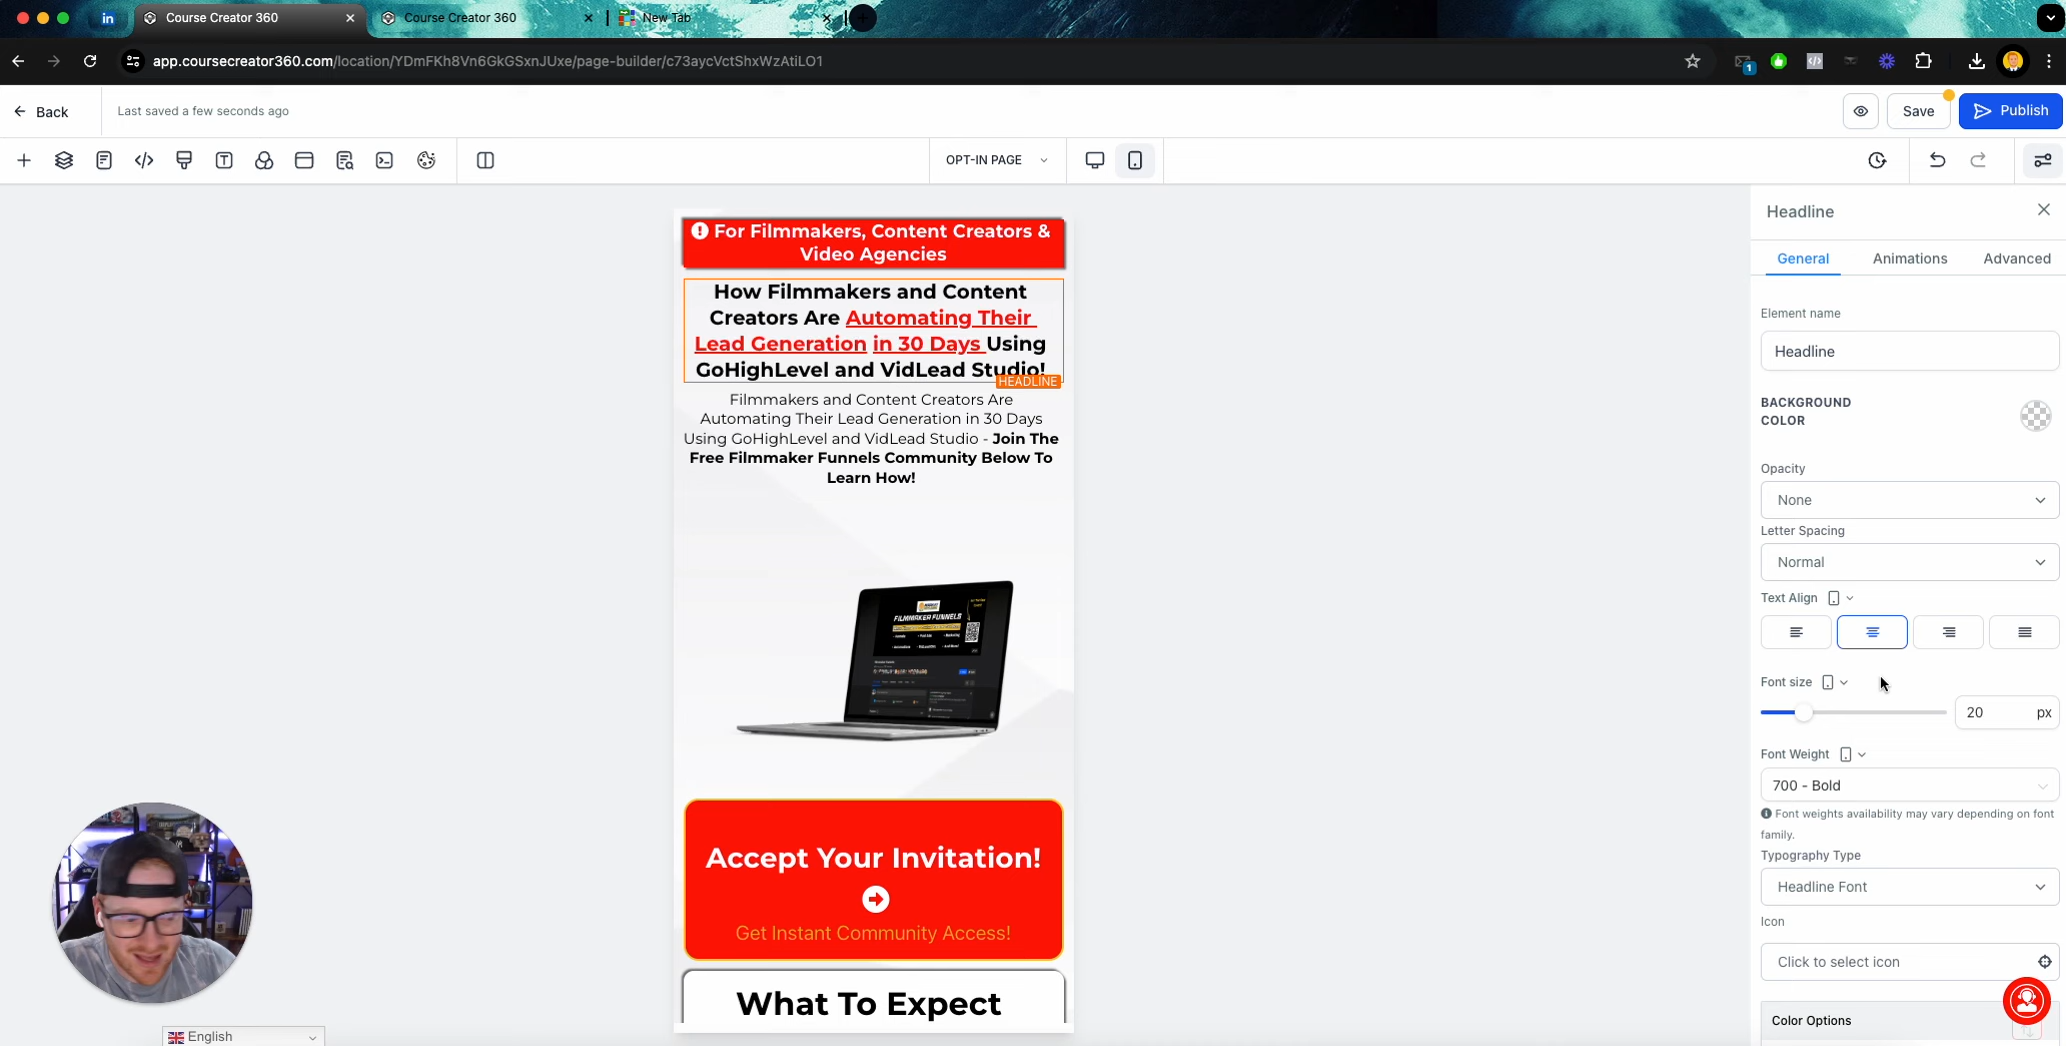 Course Creator 360
Course Creator 360
New Tab
app.coursecreator360.com/location/YDmFKh8Vn6GkGSxnJUxe/page-builder/c73aycVctShxWzAtiLO1
1
Back
Last saved a few seconds ago
Save
Publish
OPT-IN PAGE
For Filmmakers, Content Creators &
Video Agencies
How Filmmakers and Content
Creators Are Automating Their
Lead Generation in 30 Days Using
GoHighLevel and VidLead Studio!
HEADLINE
Filmmakers and Content Creators Are
Automating Their Lead Generation in 30 Days
Using GoHighLevel and VidLead Studio - Join The
Free Filmmaker Funnels Community Below To
Learn How!
FILMMAKER FUNNELS
Accept Your Invitation!
Get Instant Community Access!
What To Expect
Headline
General
Animations
Advanced
Element name
Headline
BACKGROUND
COLOR
Opacity
None
Letter Spacing
Normal
Text Align
Font size
20
px
Font Weight
700 - Bold
Font weights availability may vary depending on font
family.
Typography Type
Headline Font
Icon
Click to select icon
Color Options
English